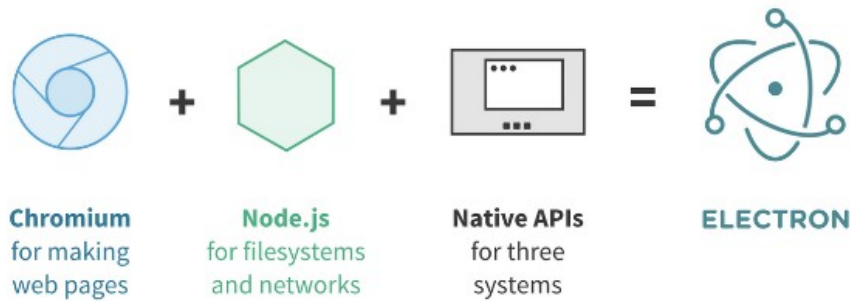 + + =
Chromium
for making
web pages
Node.js
for filesystems
and networks
Native APIs
for three
systems
ELECTRON